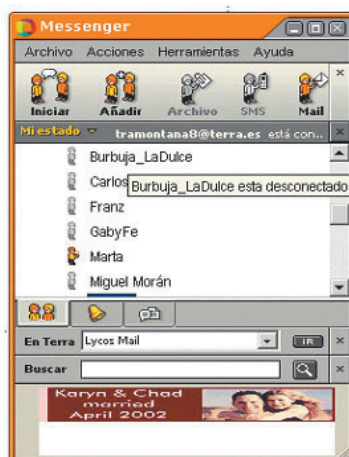 Messenger
Archivo Acciones Herramientas Ayuda
Iniciar Añadir Archivo SMS Mail
Mi estado tramontana8@terra.es está con..
Burbuja_LaDulce
Carlos
Burbuja_LaDulce esta desconectado
Franz
GabyFe
Marta
Miguel Morán
En Terra Lycos Mail IR
Buscar
Karyn & Chad
married
April 2002